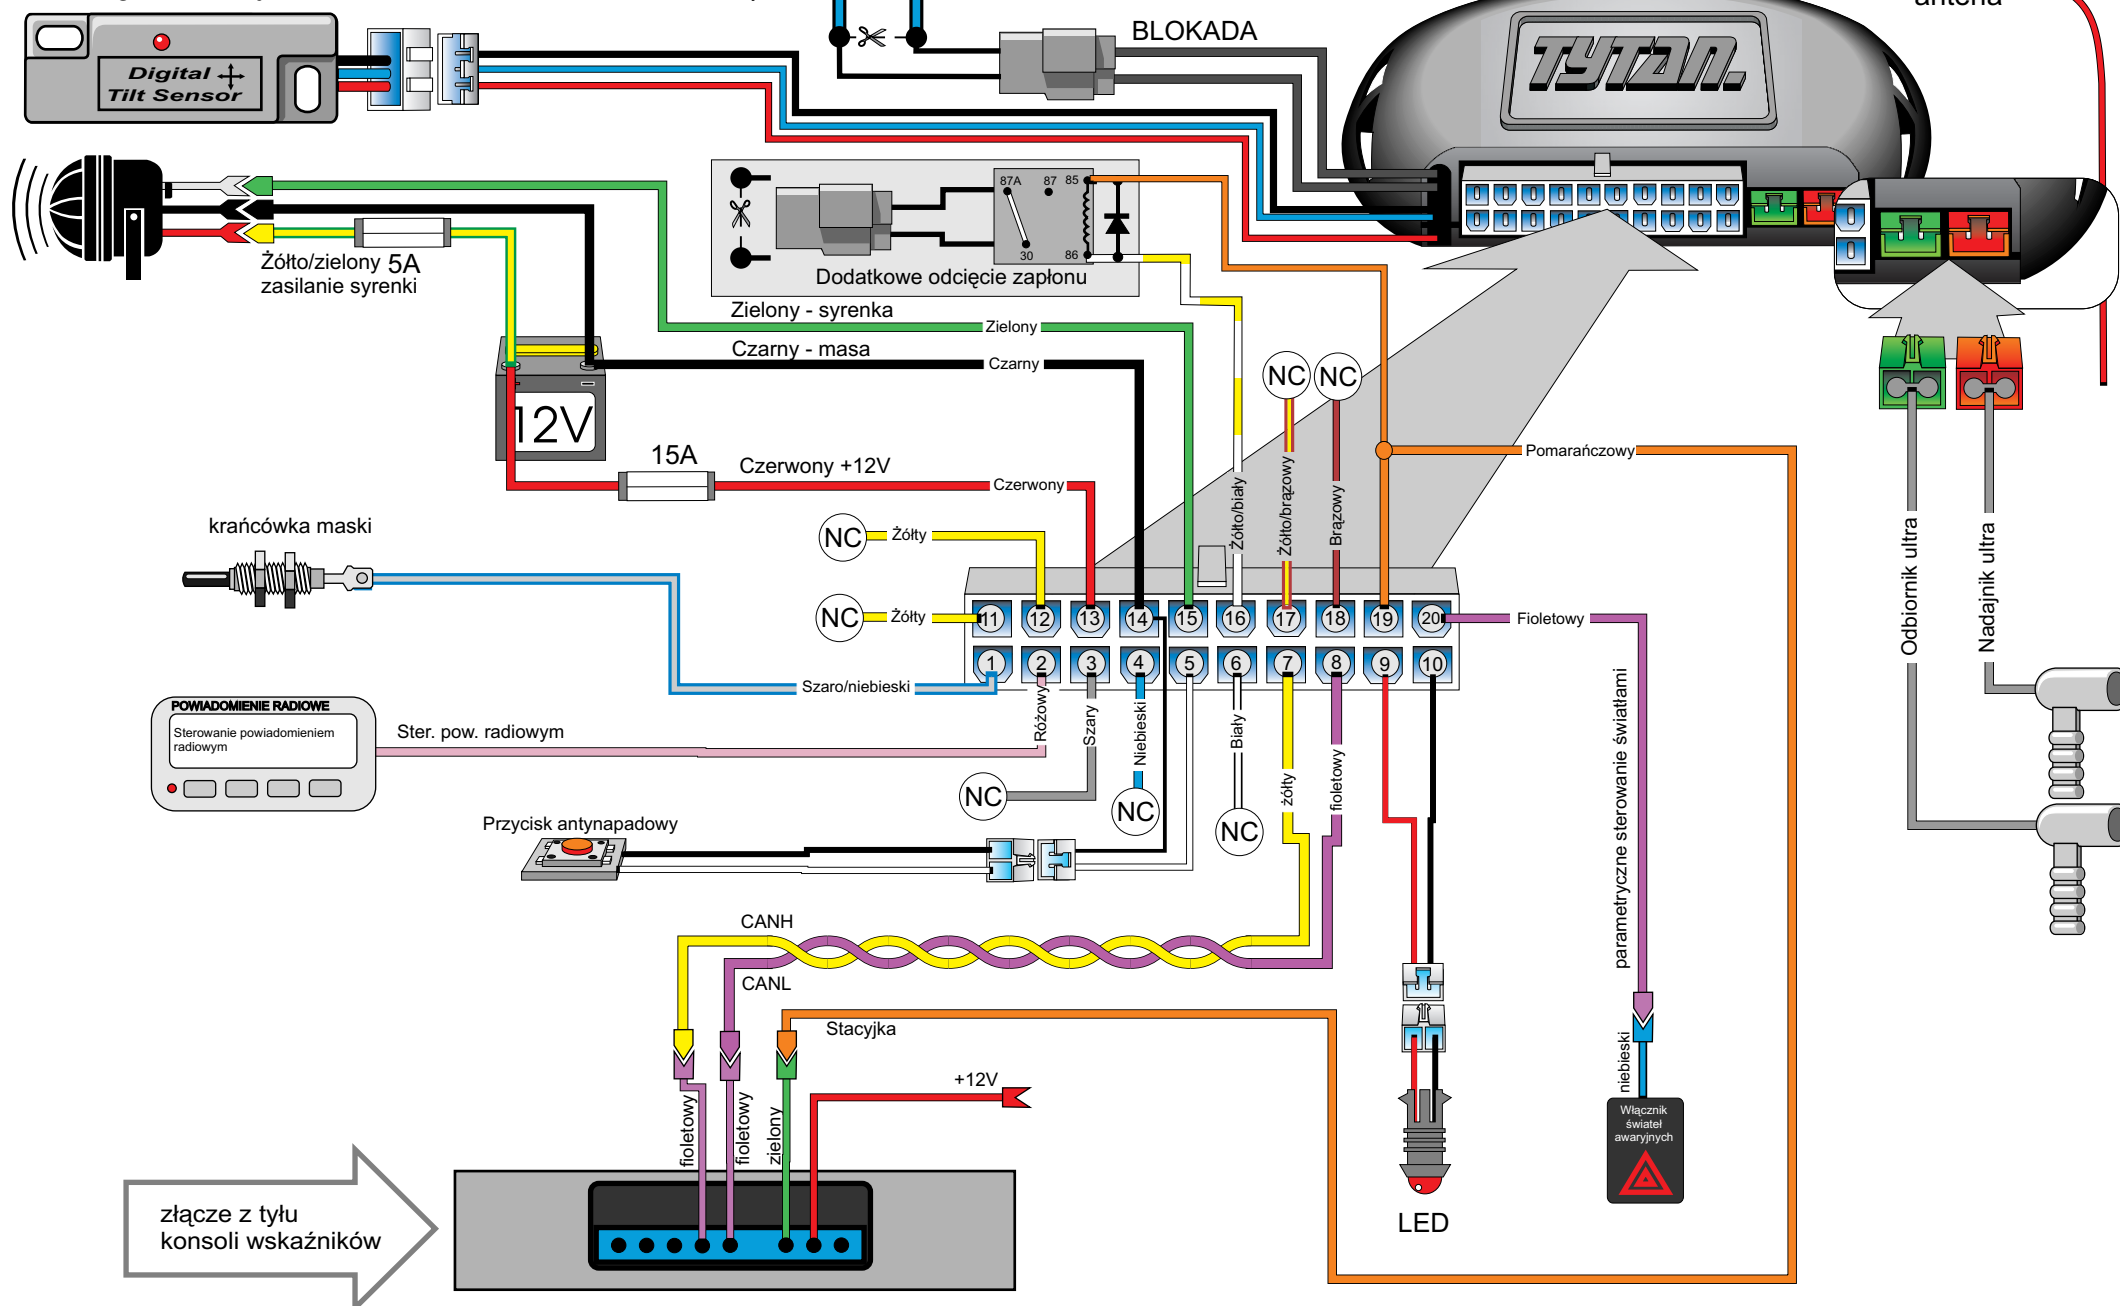 BLOKADA
TYTAN
Digital
Tilt Sensor
87A
87
85
30
86
Dodatkowe odcięcie zapłonu
Żółto/zielony 5A
zasilanie syrenki
Zielony - syrenka
Zielony
Czarny - masa
Czarny
12V
15A
Czerwony +12V
Czerwony
NC
NC
Żółto/biały
Żółto/brązowy
Brązowy
Pomarańczowy
Odbiornik ultra
Nadajnik ultra
krańcówka maski
NC
Żółty
NC
Żółty
11
12
13
14
15
16
17
18
19
20
Fioletowy
1
2
3
4
5
6
7
8
9
10
Szaro/niebieski
POWIADOMIENIE RADIOWE
Sterowanie powiadomieniem
radiowym
Ster. pow. radiowym
Różowy
Szary
Niebieski
Biały
żółty
fioletowy
NC
NC
NC
parametryczne sterowanie światłami
Przycisk antynapadowy
CANH
CANL
Stacyjka
+12V
fioletowy
fioletowy
zielony
niebieski
Włącznik
świateł
awaryjnych
LED
złącze z tyłu
konsoli wskaźników